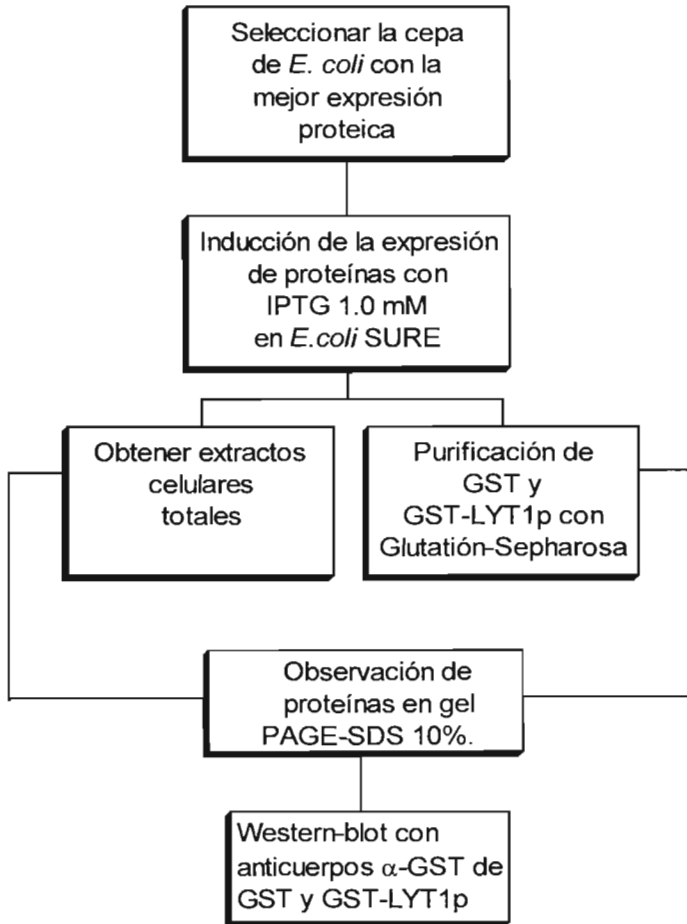 Seleccionar la cepa
de E. coli con la
mejor expresión
proteica
Inducción de la expresión
de proteínas con
IPTG 1.0 mM
en E.coli SURE
Obtener extractos
celulares
totales
Purificación de
GST y
GST-LYT1p con
Glutatión-Sepharosa
Observación de
proteínas en gel
PAGE-SDS 10%.
Western-blot con
anticuerpos α-GST de
GST y GST-LYT1p